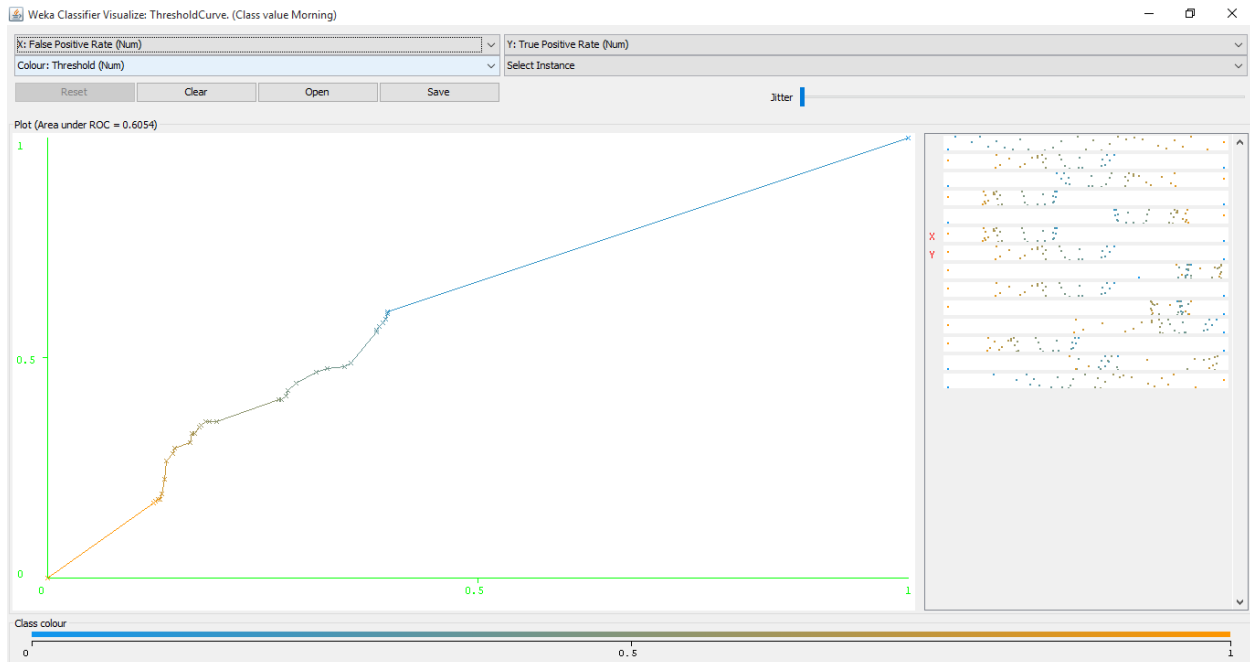 Weka Classifier Visualize: ThresholdCurve. (Class value Morning)
X: False Positive Rate (Num)
Y: True Positive Rate (Num)
Colour: Threshold (Num)
Select Instance
Reset
Clear
Open
Save
Jitter
Plot (Area under ROC = 0.6054)
1
0.5
0
0
0.5
1
X
Y
Class colour
0
0.5
1